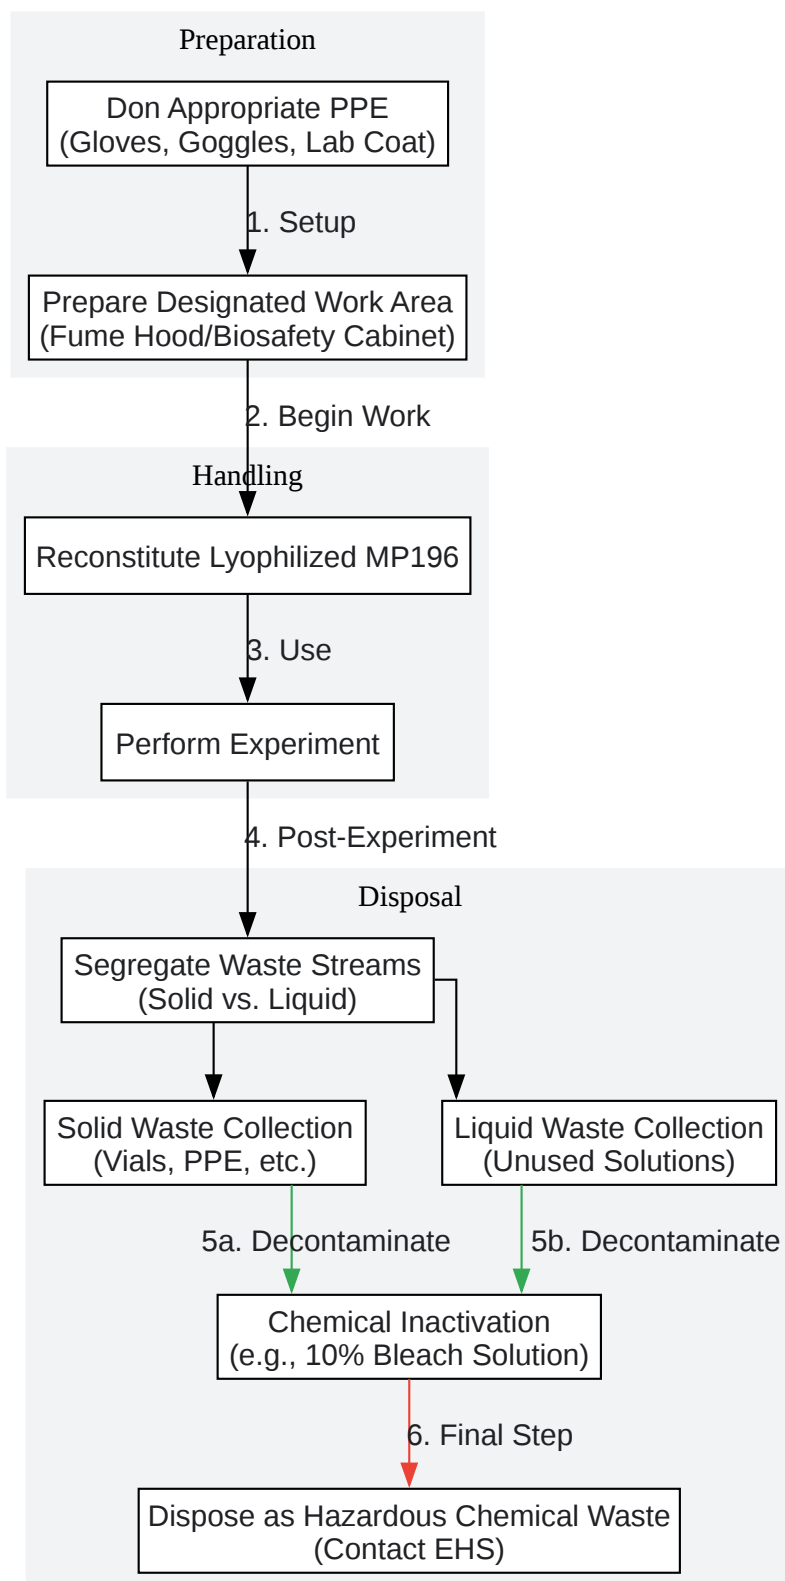 Preparation
Don Appropriate PPE
(Gloves, Goggles, Lab Coat)
1. Setup
Prepare Designated Work Area
(Fume Hood/Biosafety Cabinet)
2. Begin Work
Handling
Reconstitute Lyophilized MP196
3. Use
Perform Experiment
4. Post-Experiment
Disposal
Segregate Waste Streams
(Solid vs. Liquid)
Solid Waste Collection
(Vials, PPE, etc.)
Liquid Waste Collection
(Unused Solutions)
5a. Decontaminate
5b. Decontaminate
Chemical Inactivation
(e.g., 10% Bleach Solution)
6. Final Step
Dispose as Hazardous Chemical Waste
(Contact EHS)